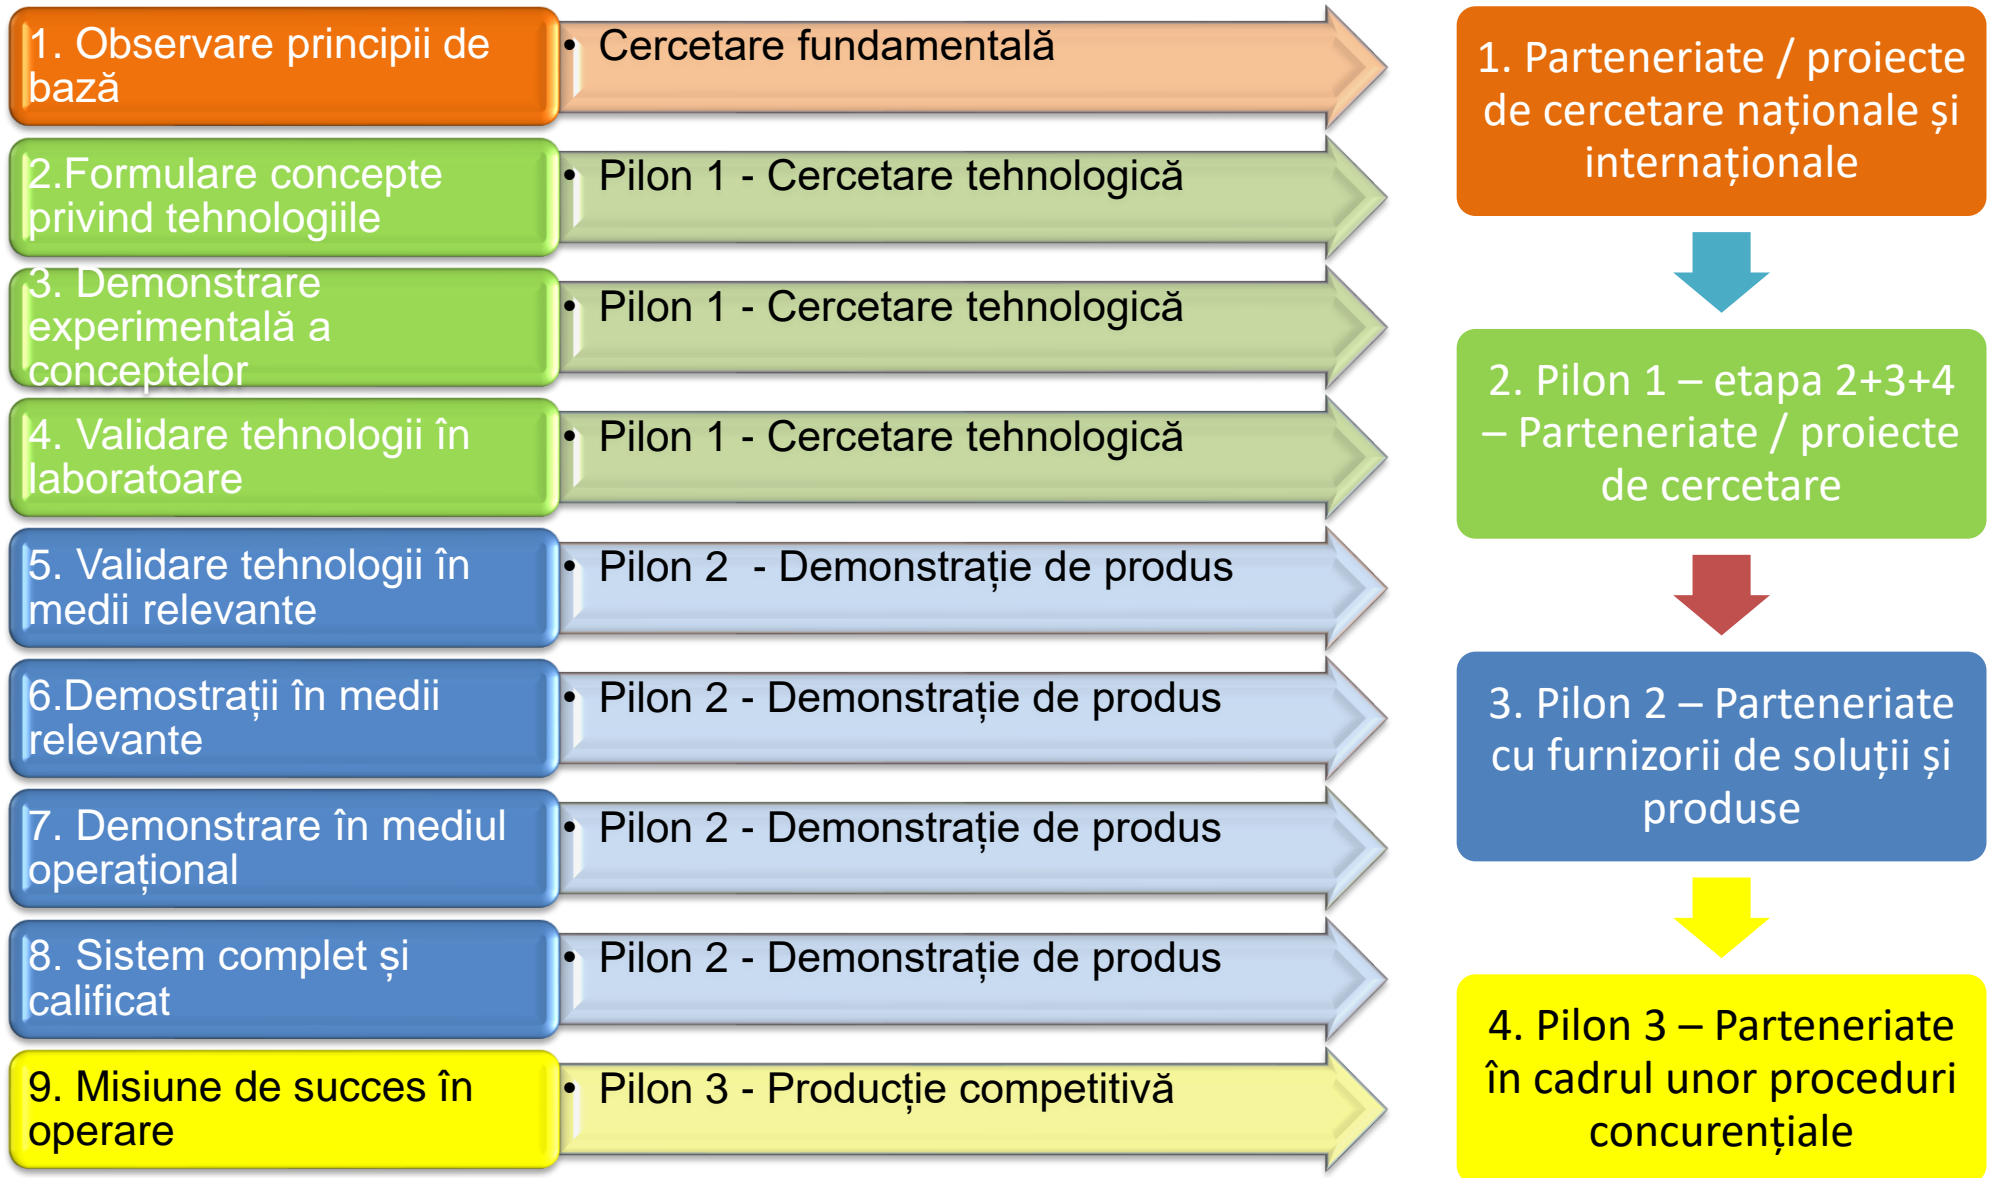 1. Observare principii de
bază
• Cercetare fundamentală
2.Formulare concepte
privind tehnologiile
• Pilon 1 - Cercetare tehnologică
3. Demonstrare
experimentală a
conceptelor
• Pilon 1 - Cercetare tehnologică
4. Validare tehnologii în
laboratoare
• Pilon 1 - Cercetare tehnologică
5. Validare tehnologii în
medii relevante
• Pilon 2 - Demonstrație de produs
6.Demostrații în medii
relevante
• Pilon 2 - Demonstrație de produs
7. Demonstrare în mediul
operațional
• Pilon 2 - Demonstrație de produs
8. Sistem complet și
calificat
• Pilon 2 - Demonstrație de produs
9. Misiune de succes în
operare
• Pilon 3 - Producție competitivă
1. Parteneriate / proiecte
de cercetare naționale și
internaționale
2. Pilon 1 – etapa 2+3+4
– Parteneriate / proiecte
de cercetare
3. Pilon 2 – Parteneriate
cu furnizorii de soluții și
produse
4. Pilon 3 – Parteneriate
în cadrul unor proceduri
concurențiale